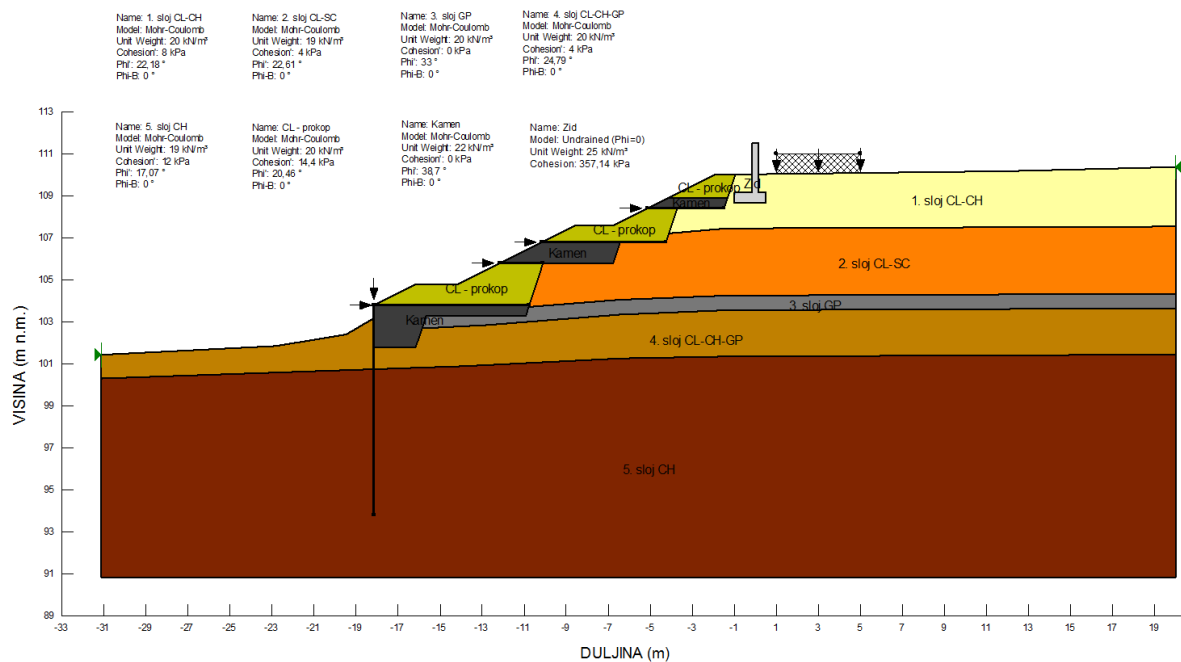 Name: 1. sloj CL-CH
Model: Mohr-Coulomb
Unit Weight: 20 kN/m³
Cohesion': 8 kPa
Phi': 22,18 °
Phi-B: 0 °
Name: 2. sloj CL-SC
Model: Mohr-Coulomb
Unit Weight: 19 kN/m³
Cohesion': 4 kPa
Phi': 22,61 °
Phi-B: 0 °
Name: 3. sloj GP
Model: Mohr-Coulomb
Unit Weight: 20 kN/m³
Cohesion': 0 kPa
Phi': 33 °
Phi-B: 0 °
Name: 4. sloj CL-CH-GP
Model: Mohr-Coulomb
Unit Weight: 20 kN/m³
Cohesion': 4 kPa
Phi': 24,79 °
Phi-B: 0 °
Name: 5. sloj CH
Model: Mohr-Coulomb
Unit Weight: 19 kN/m³
Cohesion': 12 kPa
Phi': 17,07 °
Phi-B: 0 °
Name: CL - prokop
Model: Mohr-Coulomb
Unit Weight: 20 kN/m³
Cohesion': 14,4 kPa
Phi': 20,46 °
Phi-B: 0 °
Name: Kamen
Model: Mohr-Coulomb
Unit Weight: 22 kN/m³
Cohesion': 0 kPa
Phi': 38,7 °
Phi-B: 0 °
Name: Zid
Model: Undrained (Phi=0)
Unit Weight: 25 kN/m³
Cohesion: 357,14 kPa
113
111
109
107
105
103
101
99
97
95
93
91
89
VISINA (m n.m.)
CL - prokop
Zid
Kamen
1. sloj CL-CH
CL - prokop
Kamen
2. sloj CL-SC
CL - prokop
3. sloj GP
Kamen
4. sloj CL-CH-GP
5. sloj CH
-33 -31 -29 -27 -25 -23 -21 -19 -17 -15 -13 -11 -9 -7 -5 -3 -1 1 3 5 7 9 11 13 15 17 19
DULJINA (m)